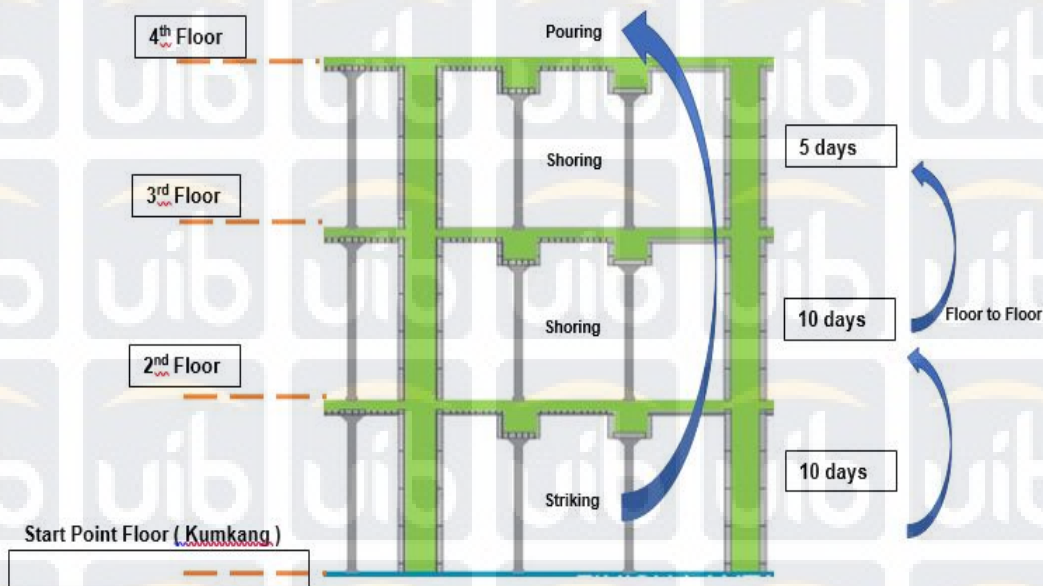 4th Floor
Pouring
5 days
Shoring
3rd Floor
10 days
Floor to Floor
Shoring
2nd Floor
10 days
Striking
Start Point Floor ( Kumkang )
uib